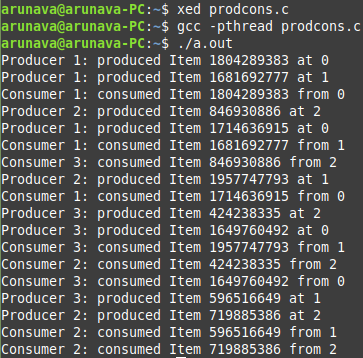 arunava@arunava-PC:~$ xed prodcons.c
arunava@arunava-PC:~$ gcc -pthread prodcons.c
arunava@arunava-PC:~$ ./a.out
Producer 1: produced Item 1804289383 at 0
Producer 1: produced Item 1681692777 at 1
Consumer 1: consumed Item 1804289383 from 0
Producer 2: produced Item 846930886 at 2
Producer 1: produced Item 1714636915 at 0
Consumer 1: consumed Item 1681692777 from 1
Consumer 3: consumed Item 846930886 from 2
Producer 2: produced Item 1957747793 at 1
Consumer 1: consumed Item 1714636915 from 0
Producer 3: produced Item 424238335 at 2
Producer 3: produced Item 1649760492 at 0
Consumer 3: consumed Item 1957747793 from 1
Consumer 2: consumed Item 424238335 from 2
Consumer 3: consumed Item 1649760492 from 0
Producer 3: produced Item 596516649 at 1
Producer 2: produced Item 719885386 at 2
Consumer 2: consumed Item 596516649 from 1
Consumer 2: consumed Item 719885386 from 2